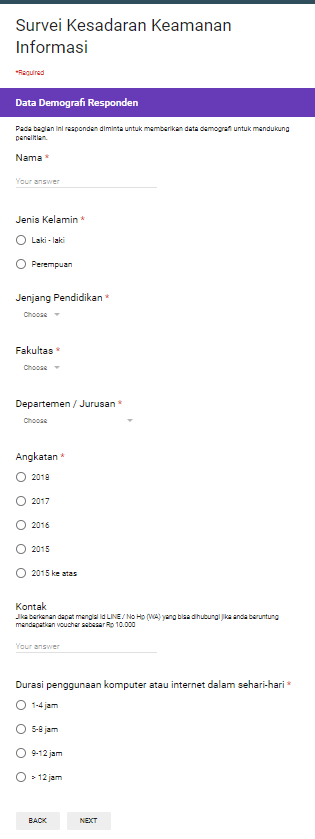 Survei Kesadaran Keamanan
Informasi
*Required
Data Demografi Responden
Pada bagian ini responden diminta untuk memberikan data demografi untuk mendukung
penelitian.
Nama *
Your answer
Jenis Kelamin *
Laki - laki
Perempuan
Jenjang Pendidikan *
Choose
Fakultas *
Choose
Departemen / Jurusan *
Choose
Angkatan *
2018
2017
2016
2015
2015 ke atas
Kontak
Jika berkenan dapat mengisi Id LINE / No Hp (WA) yang bisa dihubungi jika anda beruntung
mendapatkan voucher sebesar Rp 10.000
Your answer
Durasi penggunaan komputer atau internet dalam sehari-hari *
1-4 jam
5-8 jam
9-12 jam
> 12 jam
BACK NEXT